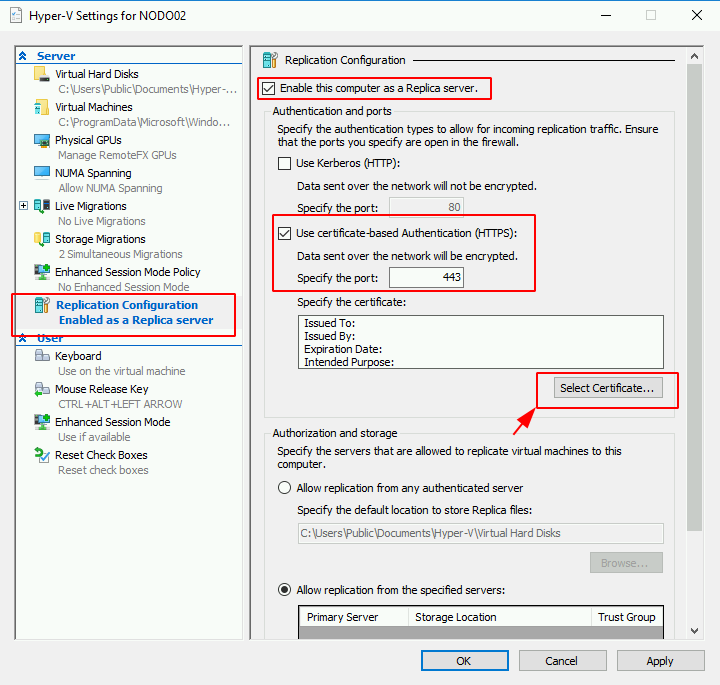 Hyper-V Settings for NODO02
Server
Virtual Hard Disks
C:\Users\Public\Documents\Hyper-...
Virtual Machines
C:\ProgramData\Microsoft\Windo...
Physical GPUs
Manage RemoteFX GPUs
NUMA Spanning
Allow NUMA Spanning
Live Migrations
No Live Migrations
Storage Migrations
2 Simultaneous Migrations
Enhanced Session Mode Policy
No Enhanced Session Mode
Replication Configuration
Enabled as a Replica server
User
Keyboard
Use on the virtual machine
Mouse Release Key
CTRL+ALT+LEFT ARROW
Enhanced Session Mode
Use if available
Reset Check Boxes
Reset check boxes
Replication Configuration
Enable this computer as a Replica server.
Authentication and ports
Specify the authentication types to allow for incoming replication traffic. Ensure
that the ports you specify are open in the firewall.
Use Kerberos (HTTP):
Data sent over the network will not be encrypted.
Specify the port: 80
Use certificate-based Authentication (HTTPS):
Data sent over the network will be encrypted.
Specify the port: 443
Specify the certificate:
Issued To:
Issued By:
Expiration Date:
Intended Purpose:
Select Certificate...
Authorization and storage
Specify the servers that are allowed to replicate virtual machines to this
computer.
Allow replication from any authenticated server
Specify the default location to store Replica files:
C:\Users\Public\Documents\Hyper-V\Virtual Hard Disks
Browse...
Allow replication from the specified servers:
Primary Server Storage Location Trust Group
OK Cancel Apply